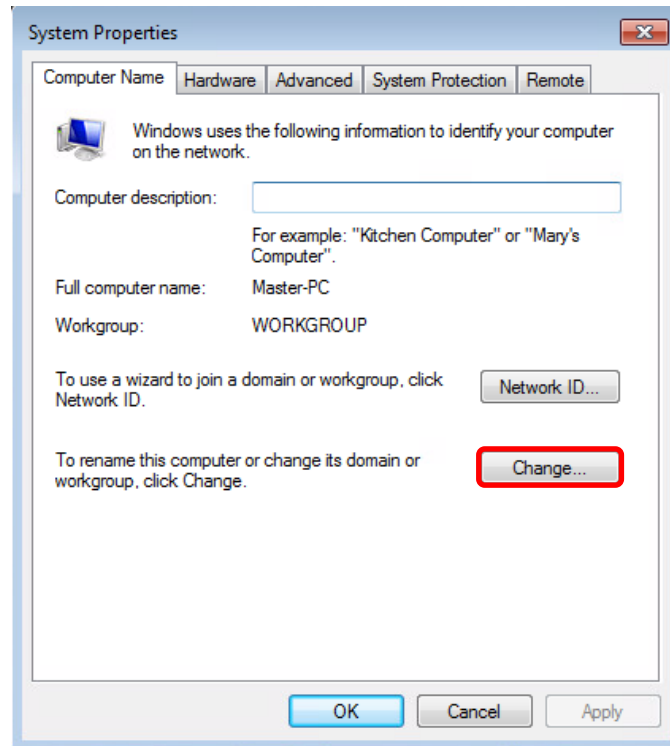 System Properties
Computer Name
Hardware
Advanced
System Protection
Remote
Windows uses the following information to identify your computer
on the network.
Computer description:
For example: "Kitchen Computer" or "Mary's
Computer".
Full computer name:
Master-PC
Workgroup:
WORKGROUP
To use a wizard to join a domain or workgroup, click
Network ID.
Network ID...
To rename this computer or change its domain or
workgroup, click Change.
Change...
OK
Cancel
Apply